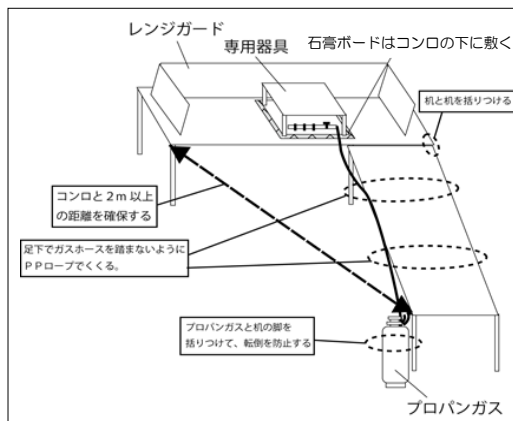 レンジガード
専用器具
石膏ボードはコンロの下に敷く
机と机を括りつける
コンロと2m以上
の距離を確保する
足下でガスホースを踏まないように
PPロープでくくる。
プロパンガスと机の脚を
括りつけて、転倒を防止する
プロパンガス